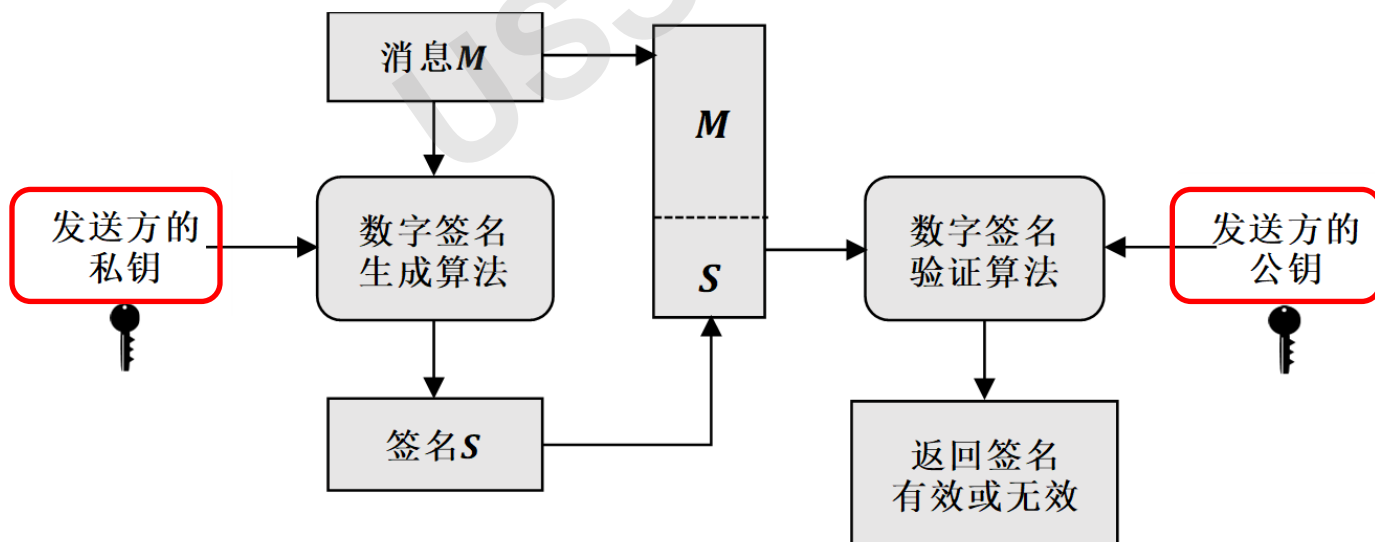 消息M
M
发送方的
私钥
数字签名
生成算法
S
数字签名
验证算法
发送方的
公钥
签名S
返回签名
有效或无效